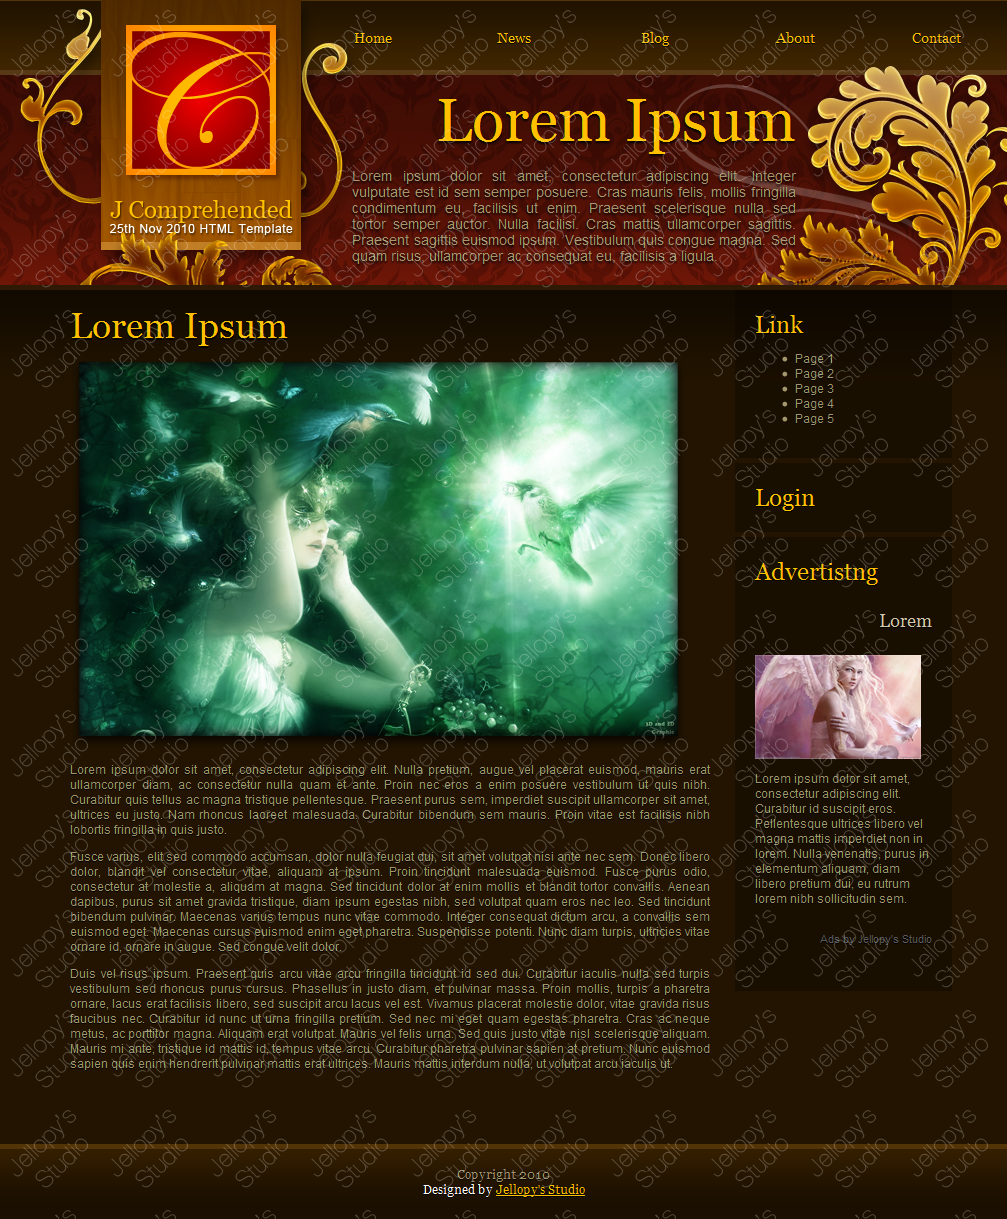 Home News Blog About Contact
C
J Comprehended
25th Nov 2010 HTML Template
Lorem Ipsum
Lorem ipsum dolor sit amet, consectetur adipiscing elit. Integer
vulputate est id sem semper posuere. Cras mauris felis, mollis fringilla
condimentum eu, facilisis ut enim. Praesent scelerisque nulla sed
tortor semper auctor. Nulla facilisi. Cras mattis ullamcorper sagittis.
Praesent sagittis euismod ipsum. Vestibulum quis congue magna. Sed
quam risus, ullamcorper ac consequat eu, facilisis a ligula.
Lorem Ipsum
1D and 2D
Graphic
Lorem ipsum dolor sit amet, consectetur adipiscing elit. Nulla pretium, augue vel placerat euismod, mauris erat
ullamcorper diam, ac consectetur nulla quam et ante. Proin nec eros a enim posuere vestibulum ut quis nibh.
Curabitur quis tellus ac magna tristique pellentesque. Praesent purus sem, imperdiet suscipit ullamcorper sit amet,
ultrices eu justo. Nam rhoncus laoreet malesuada. Curabitur bibendum sem mauris. Proin vitae est facilisis nibh
lobortis fringilla in quis justo.
Fusce varius, elit sed commodo accumsan, dolor nulla feugiat dui, sit amet volutpat nisi ante nec sem. Donec libero
dolor, blandit vel consectetur vitae, aliquam at ipsum. Proin tincidunt malesuada euismod. Fusce purus odio,
consectetur at molestie a, aliquam at magna. Sed tincidunt dolor at enim mollis et blandit tortor convallis. Aenean
dapibus, purus sit amet gravida tristique, diam ipsum egestas nibh, sed volutpat quam eros nec leo. Sed tincidunt
bibendum pulvinar. Maecenas varius tempus nunc vitae commodo. Integer consequat dictum arcu, a convallis sem
euismod eget. Maecenas cursus euismod enim eget pharetra. Suspendisse potenti. Nunc diam turpis, ultricies vitae
ornare id, ornare in augue. Sed congue velit dolor.
Duis vel risus ipsum. Praesent quis arcu vitae arcu fringilla tincidunt id sed dui. Curabitur iaculis nulla sed turpis
vestibulum sed rhoncus purus cursus. Phasellus in justo diam, et pulvinar massa. Proin mollis, turpis a pharetra
ornare, lacus erat facilisis libero, sed suscipit arcu lacus vel est. Vivamus placerat molestie dolor, vitae gravida risus
faucibus nec. Curabitur id nunc ut urna fringilla pretium. Sed nec mi eget quam egestas pharetra. Cras ac neque
metus, ac porttitor magna. Aliquam erat volutpat. Mauris vel felis urna. Sed quis justo vitae nisl scelerisque aliquam.
Mauris mi ante, tristique id mattis id, tempus vitae arcu. Curabitur pharetra pulvinar sapien at pretium. Nunc euismod
sapien quis enim hendrerit pulvinar mattis erat ultrices. Mauris mattis interdum nulla, ut volutpat arcu iaculis ut.
Link
Page 1
Page 2
Page 3
Page 4
Page 5
Login
Advertistng
Lorem
Lorem ipsum dolor sit amet,
consectetur adipiscing elit.
Curabitur id suscipit eros.
Pellentesque ultrices libero vel
magna mattis imperdiet non in
lorem. Nulla venenatis, purus in
elementum aliquam, diam
libero pretium dui, eu rutrum
lorem nibh sollicitudin sem.
Ads by Jellopy's Studio
Copyright 2010
Designed by Jellopy's Studio
Jellopy's
Studio